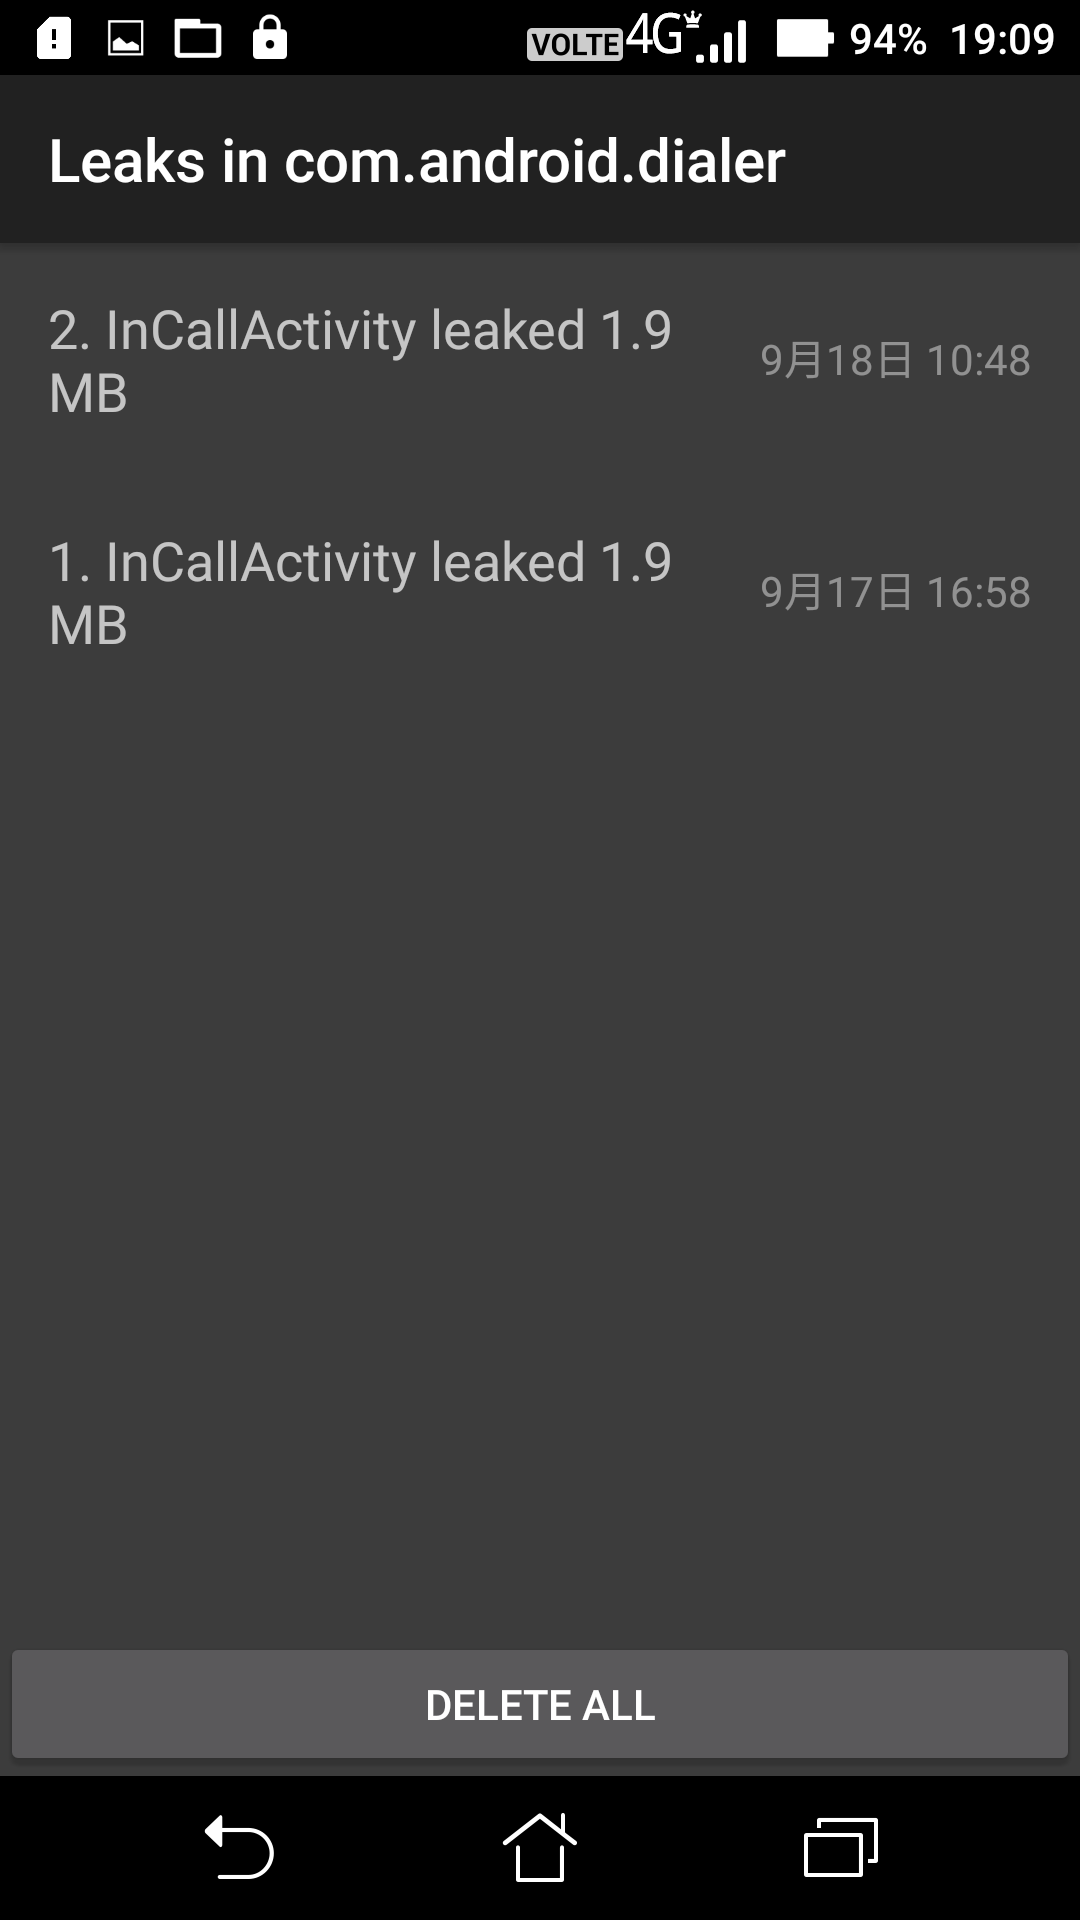 VOLTE 4G 94% 19:09
Leaks in com.android.dialer
2. InCallActivity leaked 1.9
MB
9月18日 10:48
1. InCallActivity leaked 1.9
MB
9月17日 16:58
DELETE ALL